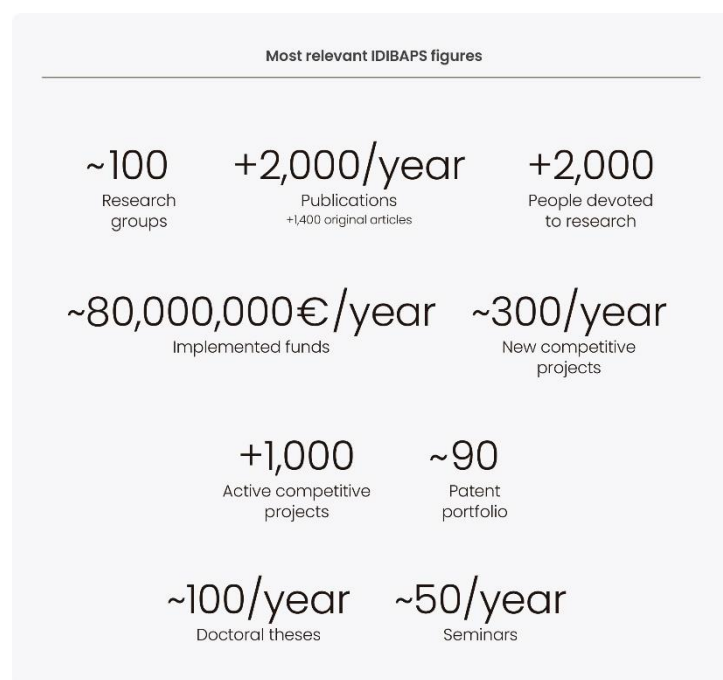 Most relevant IDIBAPS figures
~100
Research
groups
+2,000/year
Publications
+1,400 original articles
+2,000
People devoted
to research
~80,000,000€/year
Implemented funds
~300/year
New competitive
projects
+1,000
Active competitive
projects
~90
Patent
portfolio
~100/year
Doctoral theses
~50/year
Seminars